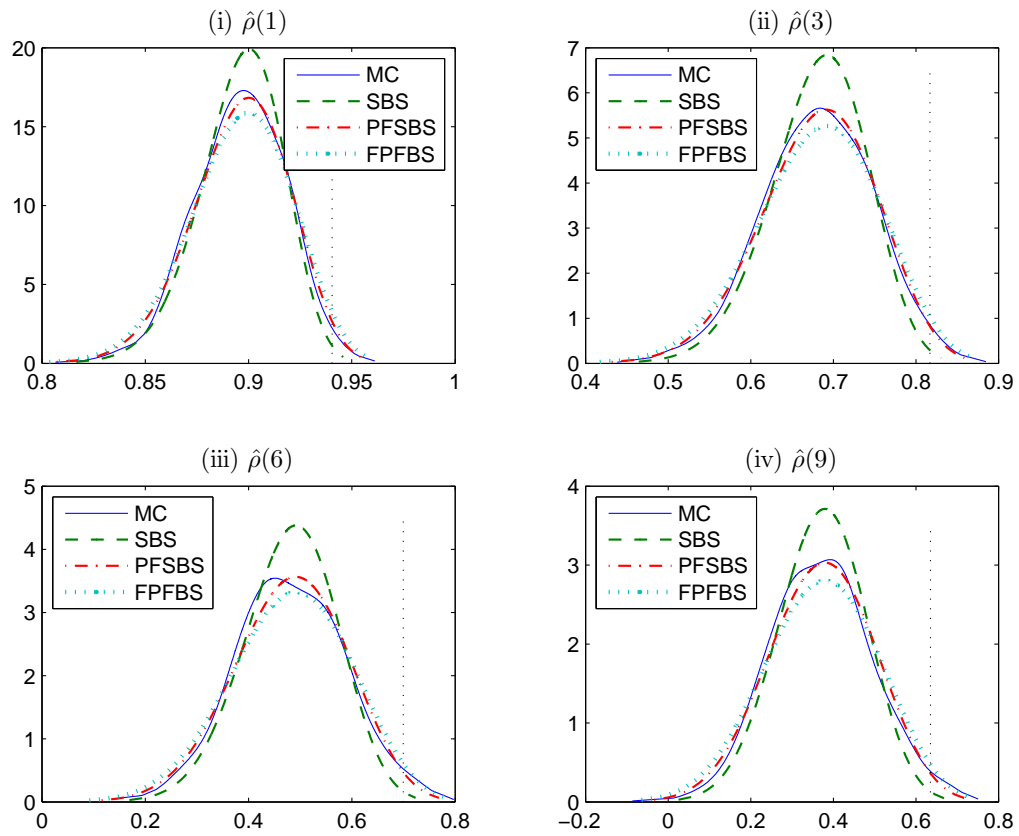 (i) ρ̂(1)
20
15
10
5
0
0.8 0.85 0.9 0.95 1
MC
SBS
PFSBS
FPFBS
(ii) ρ̂(3)
7
6
5
4
3
2
1
0
0.4 0.5 0.6 0.7 0.8 0.9
MC
SBS
PFSBS
FPFBS
(iii) ρ̂(6)
6
5
4
3
2
1
0
0 0.2 0.4 0.6 0.8
MC
SBS
PFSBS
FPFBS
(iv) ρ̂(9)
4
3
2
1
0
−0.2 0 0.2 0.4 0.6 0.8
MC
SBS
PFSBS
FPFBS